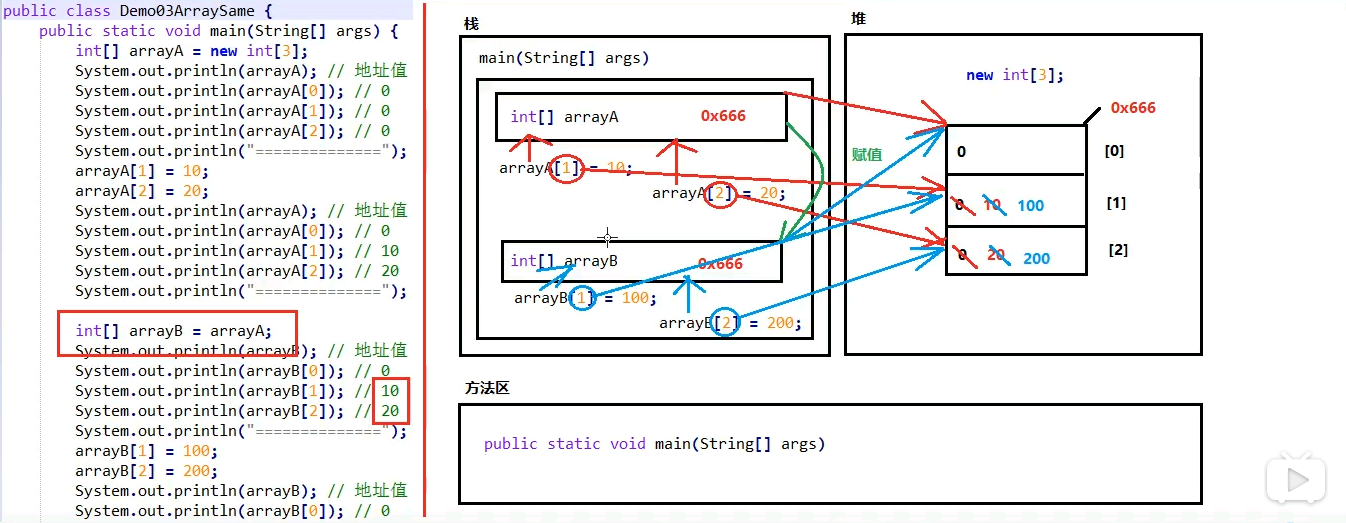 public class Demo03ArraySame {
public static void main(String[] args) {
int[] arrayA = new int[3];
System.out.println(arrayA); // 地址值
System.out.println(arrayA[0]); // 0
System.out.println(arrayA[1]); // 0
System.out.println(arrayA[2]); // 0
System.out.println("==============");
arrayA[1] = 10;
arrayA[2] = 20;
System.out.println(arrayA); // 地址值
System.out.println(arrayA[0]); // 0
System.out.println(arrayA[1]); // 10
System.out.println(arrayA[2]); // 20
System.out.println("==============");
int[] arrayB = arrayA;
System.out.println(arrayB); // 地址值
System.out.println(arrayB[0]); // 0
System.out.println(arrayB[1]); // 10
System.out.println(arrayB[2]); // 20
System.out.println("==============");
arrayB[1] = 100;
arrayB[2] = 200;
System.out.println(arrayB); // 地址值
System.out.println(arrayB[0]); // 0
栈
main(String[] args)
int[] arrayA 0x666
arrayA[1] = 10;
arrayA[2] = 20;
int[] arrayB 0x666
arrayB[1] = 100;
arrayB[2] = 200;
赋值
堆
new int[3];
0x666
0 [0]
0 10 100 [1]
0 20 200 [2]
方法区
public static void main(String[] args)